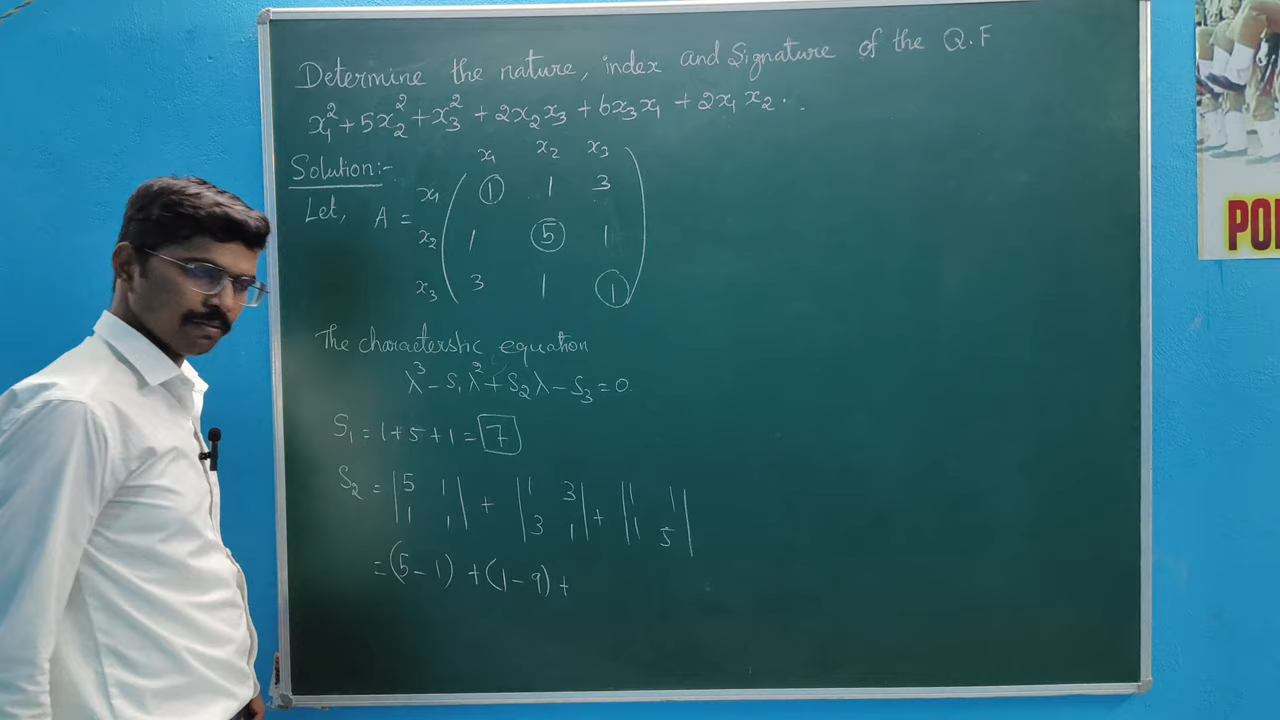 Determine the nature, index and Signature of the Q.F
x₁² + 5x₂² + x₃² + 2x₂x₃ + 6x₃x₁ + 2x₁x₂..
Solution:-
x₁ x₂ x₃
Let, A = x₁ ( 1 1 3
x₂ 1 5 1
x₃ 3 1 1 )
The characterstic equation
λ³ - S₁λ² + S₂λ - S₃ = 0.
S₁ = 1+5+1 = 7
S₂ = |5 1| + |1 3| + |1 1|
|1 1| |3 1| |1 5|
= (5-1) + (1-9) +